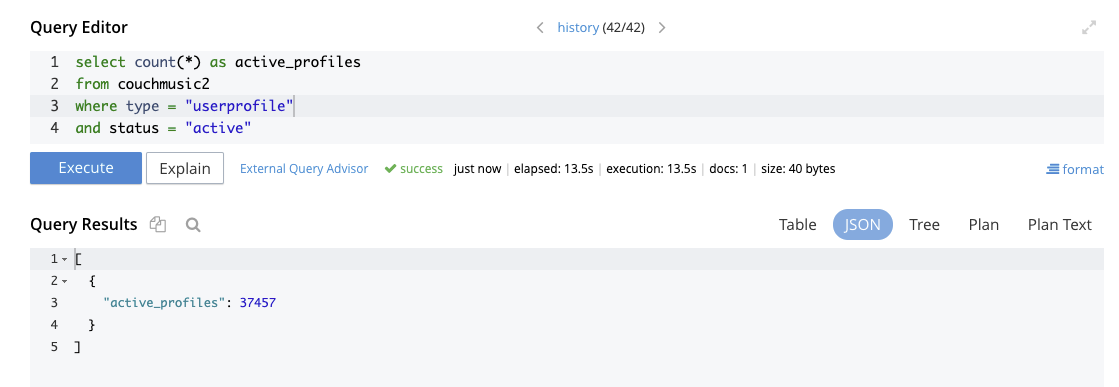 Query Editor
history (42/42)
1 select count(*) as active_profiles
2 from couchmusic2
3 where type = "userprofile"
4 and status = "active"
Execute Explain External Query Advisor success just now | elapsed: 13.5s | execution: 13.5s | docs: 1 | size: 40 bytes format
Query Results
Table JSON Tree Plan Plan Text
1 [
2 {
3 "active_profiles": 37457
4 }
5 ]